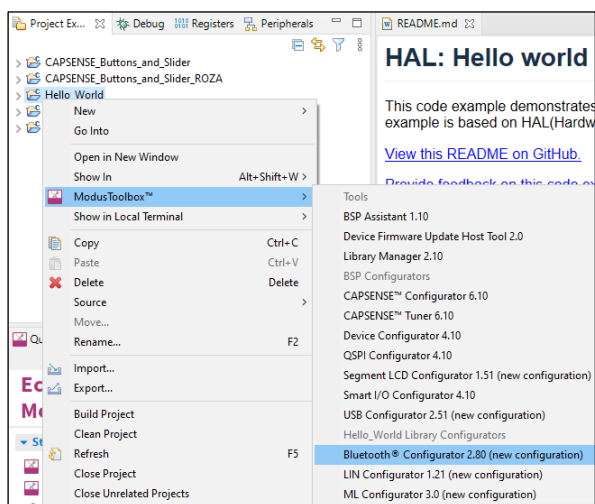 Project Ex... Debug Registers Peripherals
README.md
CAPSENSE_Buttons_and_Slider
CAPSENSE_Buttons_and_Slider_ROZA
Hello_World
HAL: Hello world
This code example demonstrates
example is based on HAL(Hardw
View this README on GitHub.
Provide feedback on this code ex
New
Go Into
Open in New Window
Show In Alt+Shift+W
ModusToolbox™
Show in Local Terminal
Copy Ctrl+C
Paste Ctrl+V
Delete Delete
Source
Move...
Rename... F2
Import...
Export...
Build Project
Clean Project
Refresh F5
Close Project
Close Unrelated Projects
Tools
BSP Assistant 1.10
Device Firmware Update Host Tool 2.0
Library Manager 2.10
BSP Configurators
CAPSENSE™ Configurator 6.10
CAPSENSE™ Tuner 6.10
Device Configurator 4.10
QSPI Configurator 4.10
Segment LCD Configurator 1.51 (new configuration)
Smart I/O Configurator 4.10
USB Configurator 2.51 (new configuration)
Hello_World Library Configurators
Bluetooth® Configurator 2.80 (new configuration)
LIN Configurator 1.21 (new configuration)
ML Configurator 3.0 (new configuration)
Qu
Ec
Mo
St